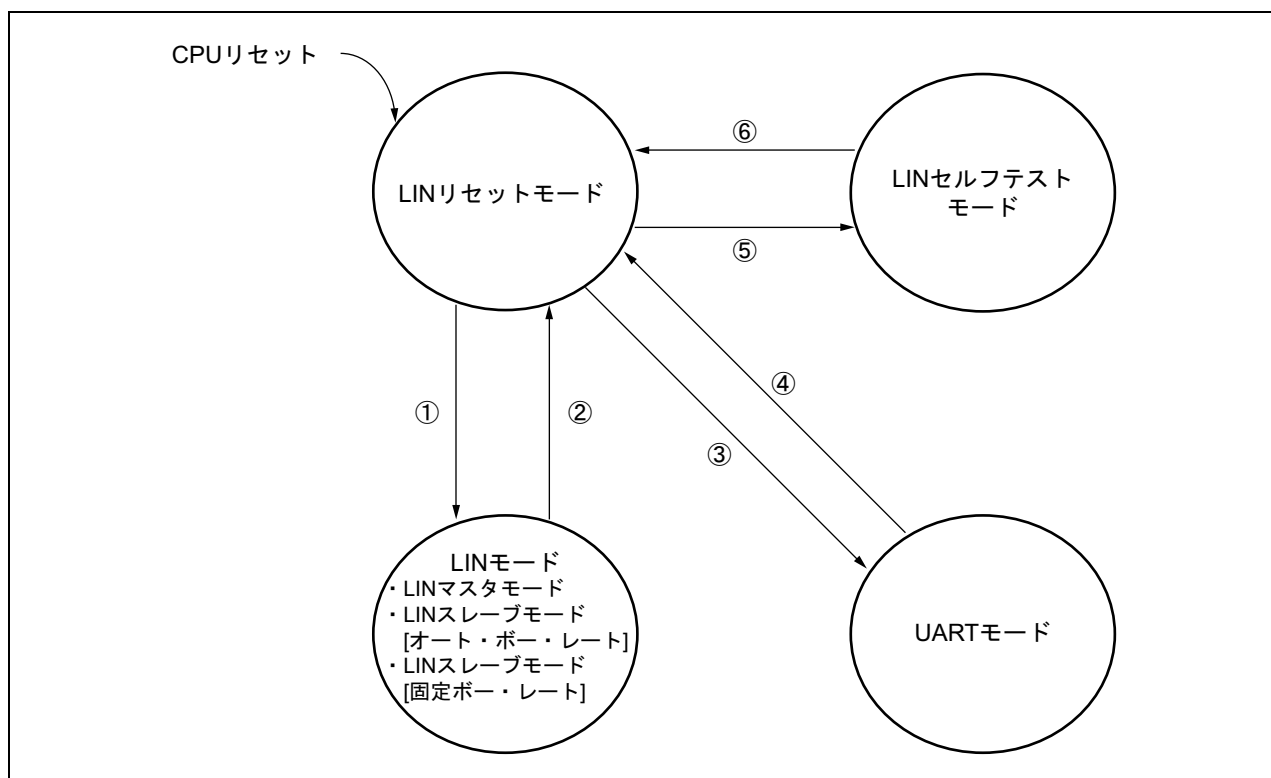 CPUリセット
LINリセットモード
⑥
LINセルフテスト
モード
⑤
①
②
④
③
LINモード
・LINマスタモード
・LINスレーブモード
[オート・ボー・レート]
・LINスレーブモード
[固定ボー・レート]
UARTモード